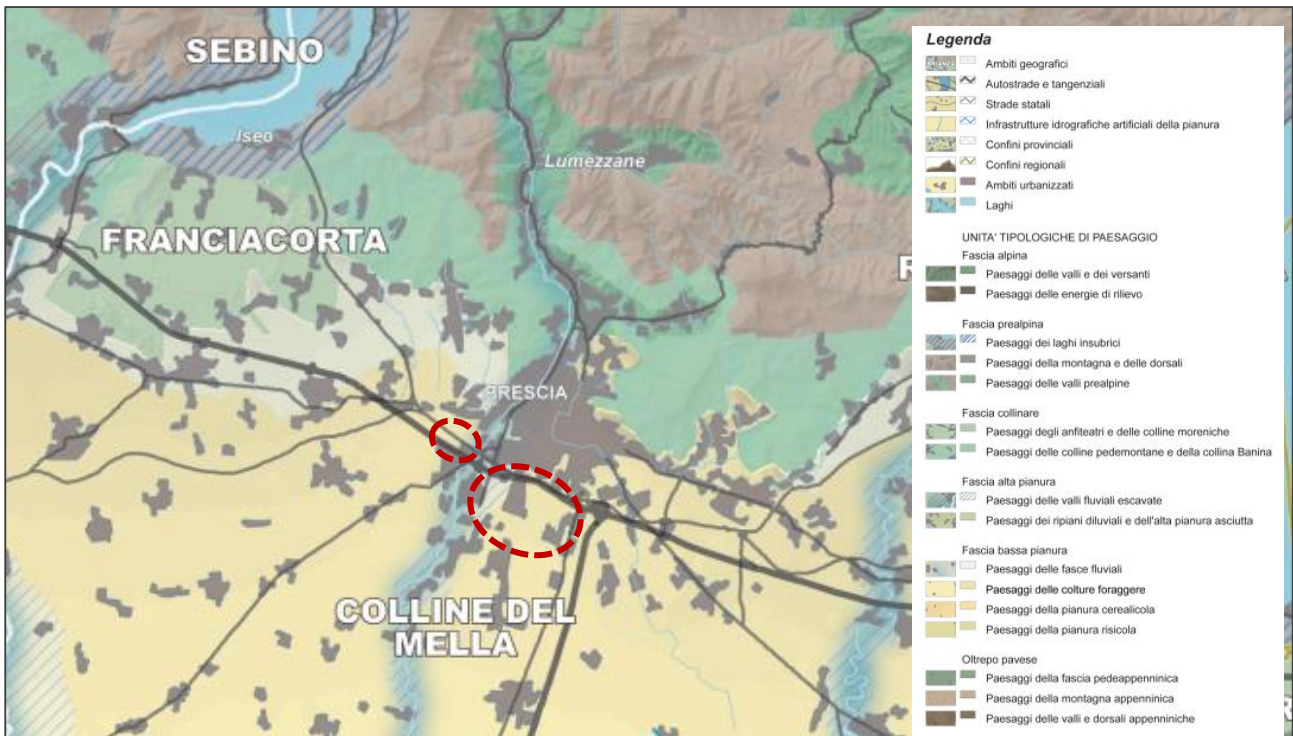 SEBINO
Iseo
Lumezzane
FRANCIACORTA
BRESCIA
COLLINE DEL
MELLA
Legenda
BRIANZA
Ambiti geografici
Autostrade e tangenziali
Strade statali
Infrastrutture idrografiche artificiali della pianura
Confini provinciali
Confini regionali
Ambiti urbanizzati
Laghi
UNITA' TIPOLOGICHE DI PAESAGGIO
Fascia alpina
Paesaggi delle valli e dei versanti
Paesaggi delle energie di rilievo
Fascia prealpina
Paesaggi dei laghi insubrici
Paesaggi della montagna e delle dorsali
Paesaggi delle valli prealpine
Fascia collinare
Paesaggi degli anfiteatri e delle colline moreniche
Paesaggi delle colline pedemontane e della collina Banina
Fascia alta pianura
Paesaggi delle valli fluviali escavate
Paesaggi dei ripiani diluviali e dell'alta pianura asciutta
Fascia bassa pianura
Paesaggi delle fasce fluviali
Paesaggi delle colture foraggere
Paesaggi della pianura cerealicola
Paesaggi della pianura risicola
Oltrepo pavese
Paesaggi della fascia pedeappenninica
Paesaggi della montagna appenninica
Paesaggi delle valli e dorsali appenniniche